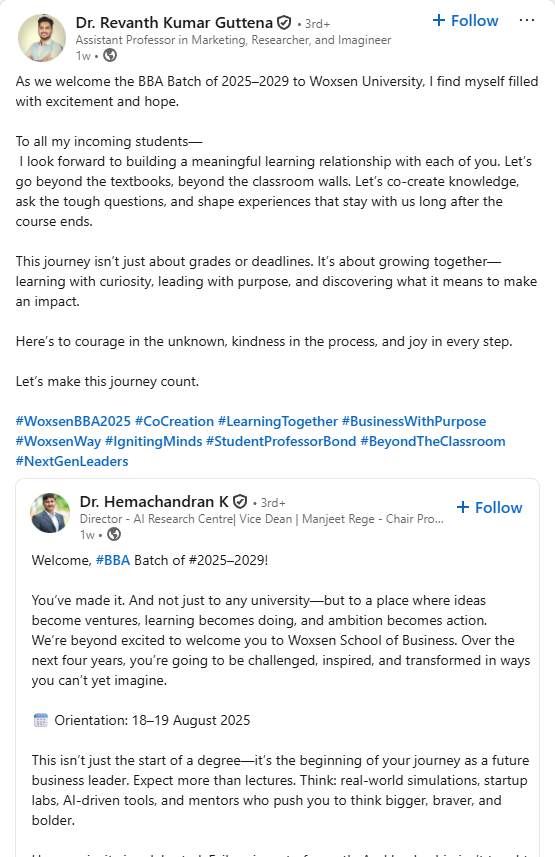 Dr. Revanth Kumar Guttena • 3rd+
+ Follow ...
Assistant Professor in Marketing, Researcher, and Imagineer
1w •
As we welcome the BBA Batch of 2025–2029 to Woxsen University, I find myself filled
with excitement and hope.
To all my incoming students—
I look forward to building a meaningful learning relationship with each of you. Let's
go beyond the textbooks, beyond the classroom walls. Let's co-create knowledge,
ask the tough questions, and shape experiences that stay with us long after the
course ends.
This journey isn't just about grades or deadlines. It's about growing together—
learning with curiosity, leading with purpose, and discovering what it means to make
an impact.
Here's to courage in the unknown, kindness in the process, and joy in every step.
Let's make this journey count.
#WoxsenBBA2025 #CoCreation #LearningTogether #BusinessWithPurpose
#WoxsenWay #IgnitingMinds #StudentProfessorBond #BeyondTheClassroom
#NextGenLeaders
Dr. Hemachandran K • 3rd+
+ Follow
Director - AI Research Centre| Vice Dean | Manjeet Rege - Chair Pro...
1w •
Welcome, #BBA Batch of #2025–2029!
You've made it. And not just to any university—but to a place where ideas
become ventures, learning becomes doing, and ambition becomes action.
We're beyond excited to welcome you to Woxsen School of Business. Over the
next four years, you're going to be challenged, inspired, and transformed in ways
you can't yet imagine.
Orientation: 18–19 August 2025
This isn't just the start of a degree—it's the beginning of your journey as a future
business leader. Expect more than lectures. Think: real-world simulations, startup
labs, AI-driven tools, and mentors who push you to think bigger, braver, and
bolder.